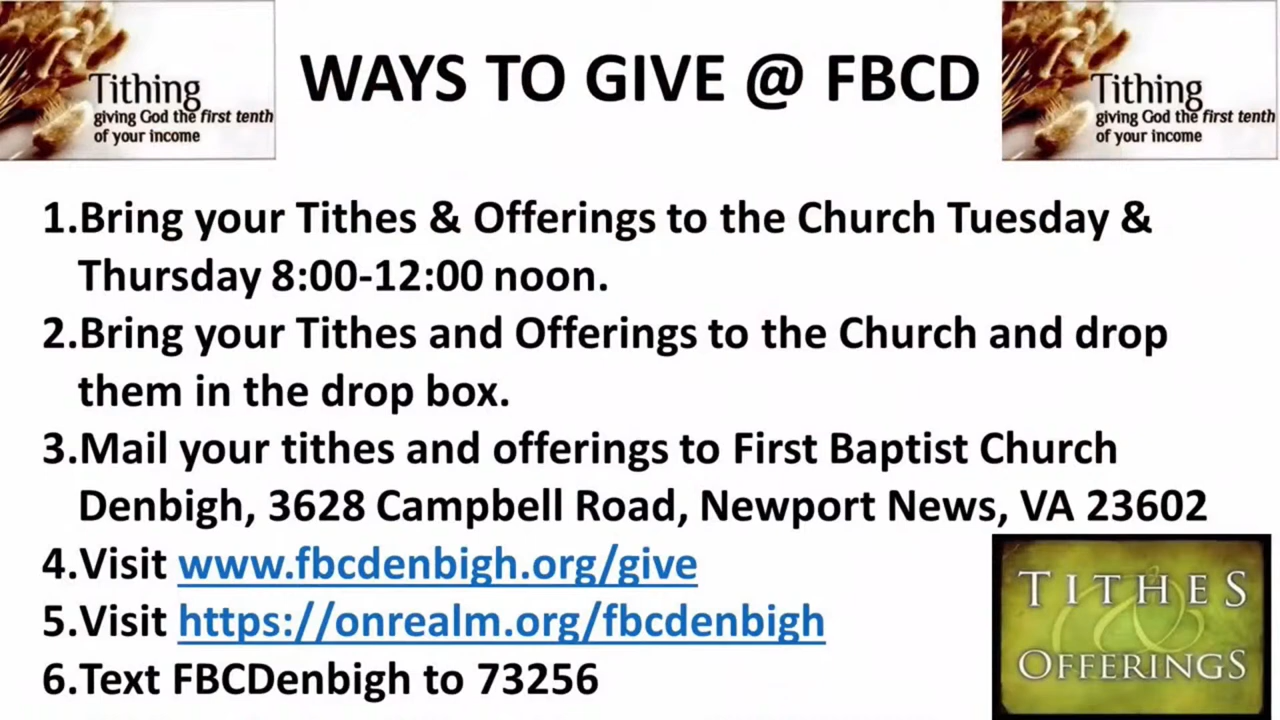 Tithing
giving God the first tenth
of your income
WAYS TO GIVE @ FBCD
Tithing
giving God the first tenth
of your income
1.Bring your Tithes & Offerings to the Church Tuesday &
Thursday 8:00-12:00 noon.
2.Bring your Tithes and Offerings to the Church and drop
them in the drop box.
3.Mail your tithes and offerings to First Baptist Church
Denbigh, 3628 Campbell Road, Newport News, VA 23602
4.Visit www.fbcdenbigh.org/give
5.Visit https://onrealm.org/fbcdenbigh
6.Text FBCDenbigh to 73256
TITHES
&
OFFERINGS